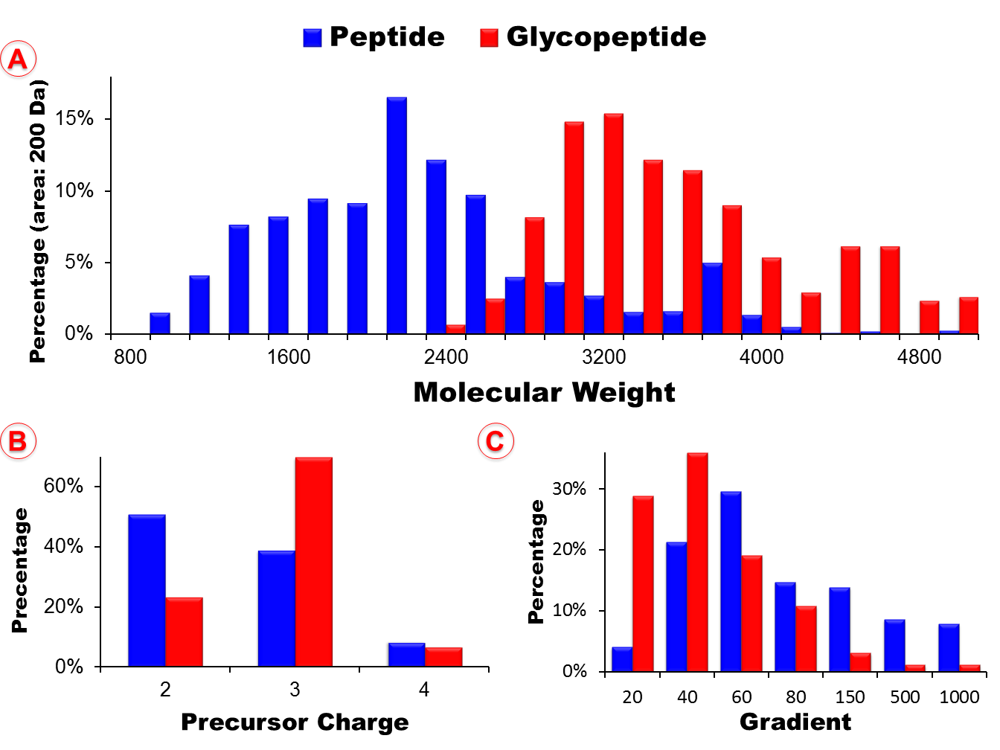 Peptide Glycopeptide
A
Percentage (area: 200 Da)
15%
10%
5%
0%
800 1600 2400 3200 4000 4800
Molecular Weight
B
Precentage
60%
40%
20%
0%
2 3 4
Precursor Charge
C
Percentage
30%
20%
10%
0%
20 40 60 80 150 500 1000
Gradient